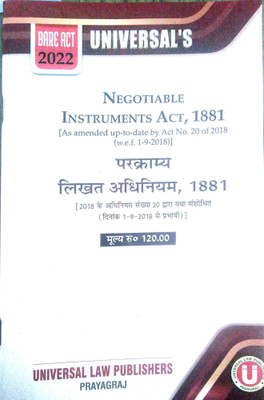 BARE ACT
2022
UNIVERSAL'S
NEGOTIABLE
INSTRUMENTS ACT, 1881
[As amended up-to-date by Act No. 20 of 2018
(w.e.f. 1-9-2018)]
परक्राम्य
लिखत अधिनियम, 1881
[2018 के अधिनियम संख्या 20 द्वारा यथा संशोधित
(दिनांक 1-9-2018 से प्रभावी)]
मूल्य रु० 120.00
UNIVERSAL LAW PUBLISHERS
PRAYAGRAJ
U